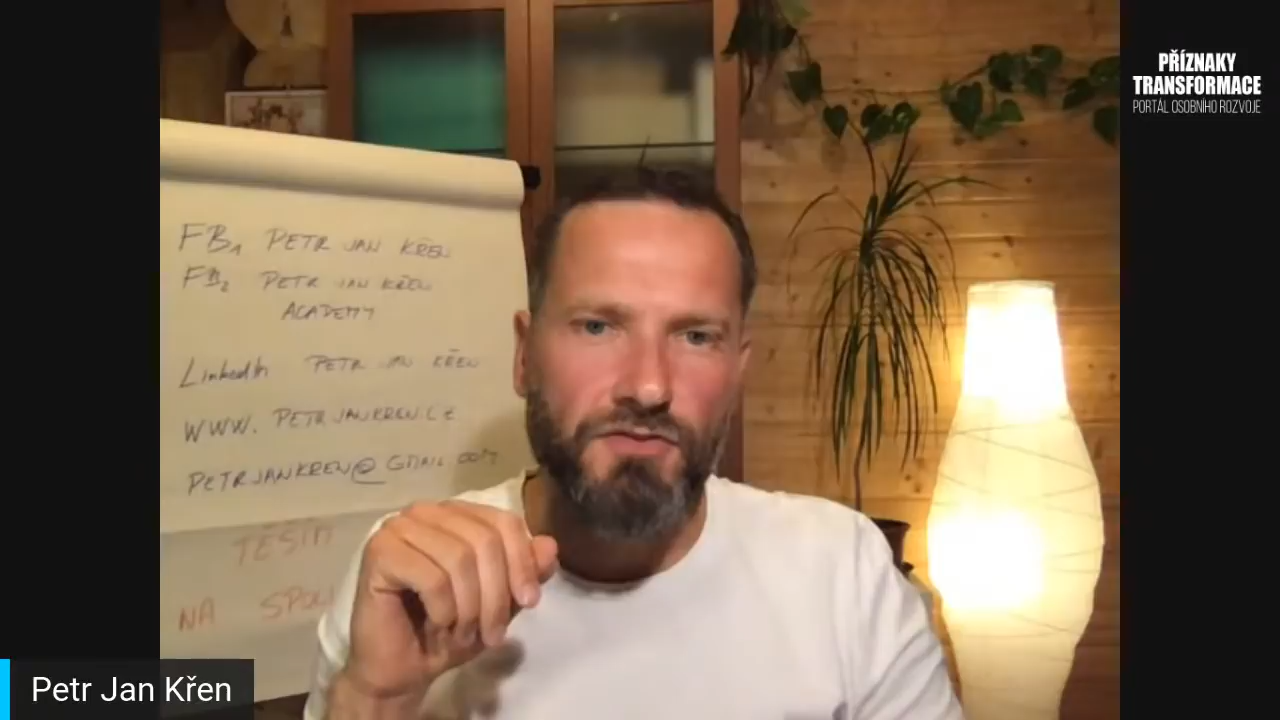 PŘÍZNAKY
TRANSFORMACE
PORTÁL OSOBNÍHO ROZVOJE
FB1 PETR JAN KŘEN
FB2 PETR JAN KŘEN
ACADEMY
LinkedIn PETR JAN KŘEN
WWW. PETRJANKREN.CZ
PETRJANKREN@GMAIL.COM
TĚŠÍM
NA SPOL
Petr Jan Křen